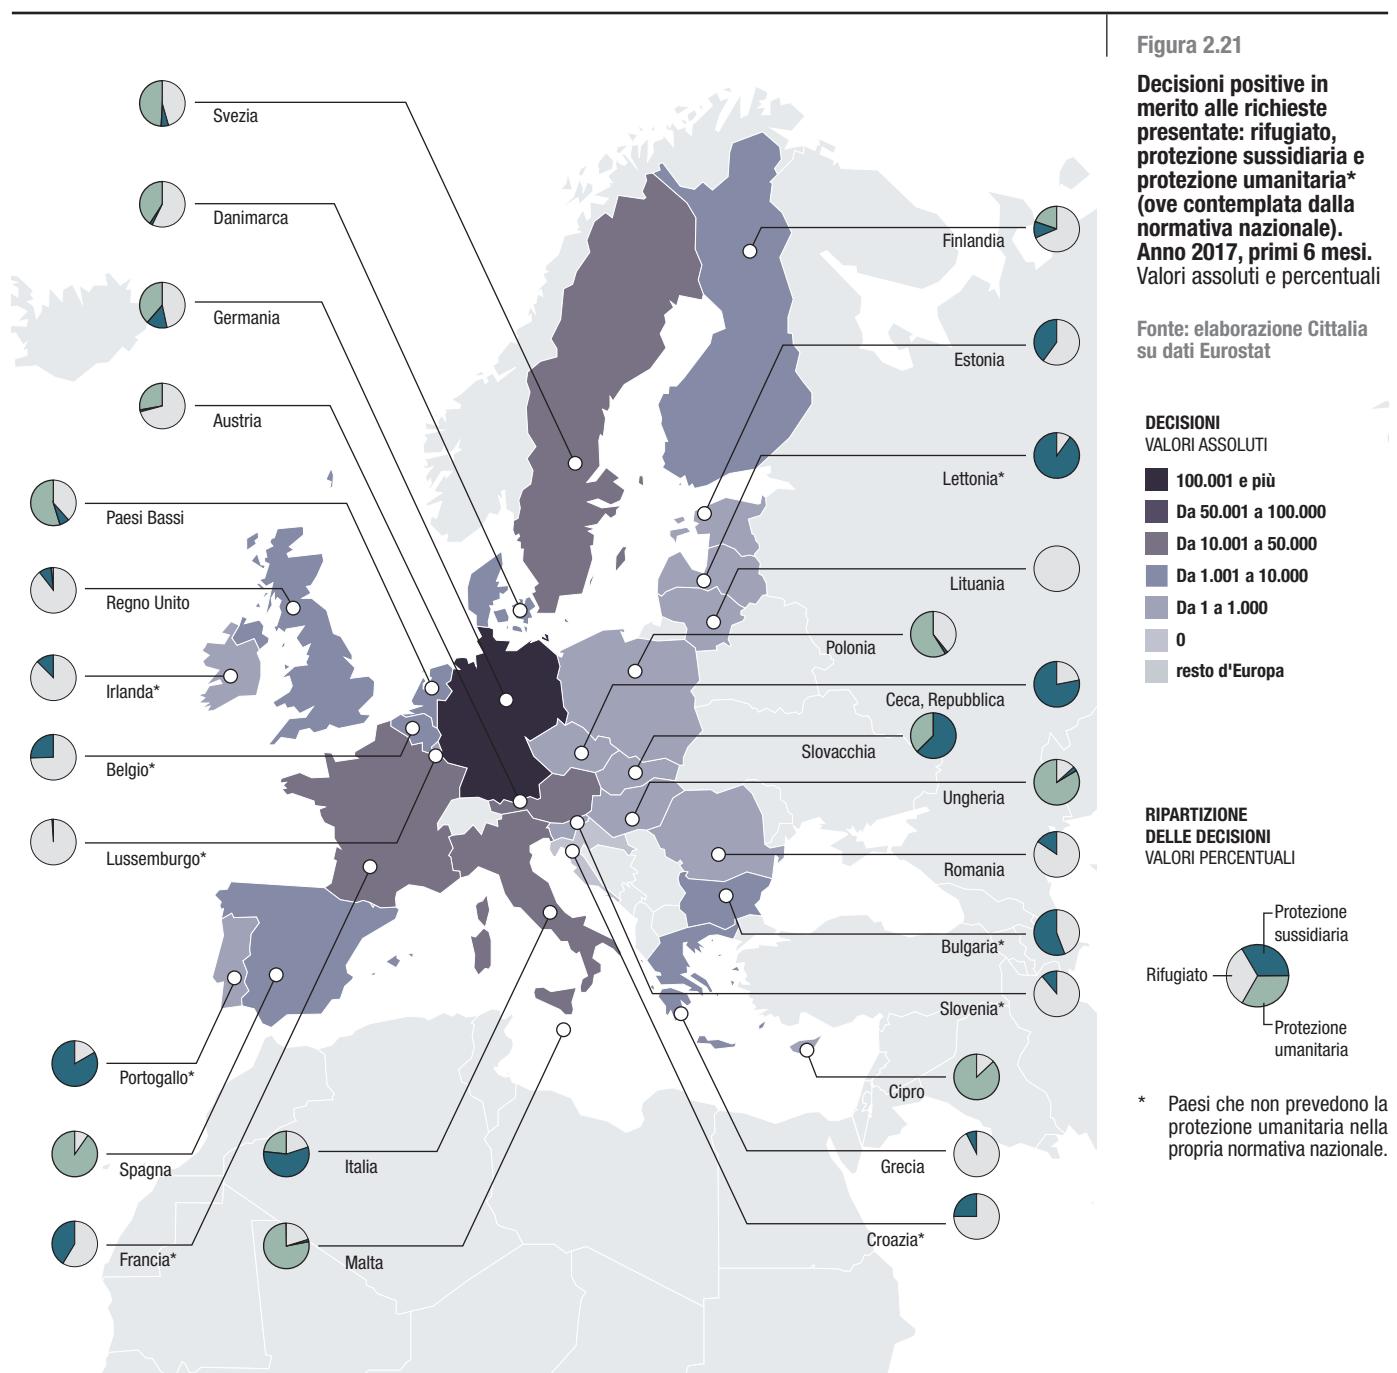 Figura 2.21
Decisioni positive in
merito alle richieste
presentate: rifugiato,
protezione sussidiaria e
protezione umanitaria*
(ove contemplata dalla
normativa nazionale).
Anno 2017, primi 6 mesi.
Valori assoluti e percentuali
Fonte: elaborazione Cittalia
su dati Eurostat
DECISIONI
VALORI ASSOLUTI
100.001 e più
Da 50.001 a 100.000
Da 10.001 a 50.000
Da 1.001 a 10.000
Da 1 a 1.000
0
resto d'Europa
RIPARTIZIONE
DELLE DECISIONI
VALORI PERCENTUALI
Protezione
sussidiaria
Rifugiato
Protezione
umanitaria
* Paesi che non prevedono la
protezione umanitaria nella
propria normativa nazionale.
Svezia
Danimarca
Germania
Austria
Paesi Bassi
Regno Unito
Irlanda*
Belgio*
Lussemburgo*
Portogallo*
Spagna
Francia*
Italia
Malta
Finlandia
Estonia
Lettonia*
Lituania
Polonia
Ceca, Repubblica
Slovacchia
Ungheria
Romania
Bulgaria*
Slovenia*
Cipro
Grecia
Croazia*